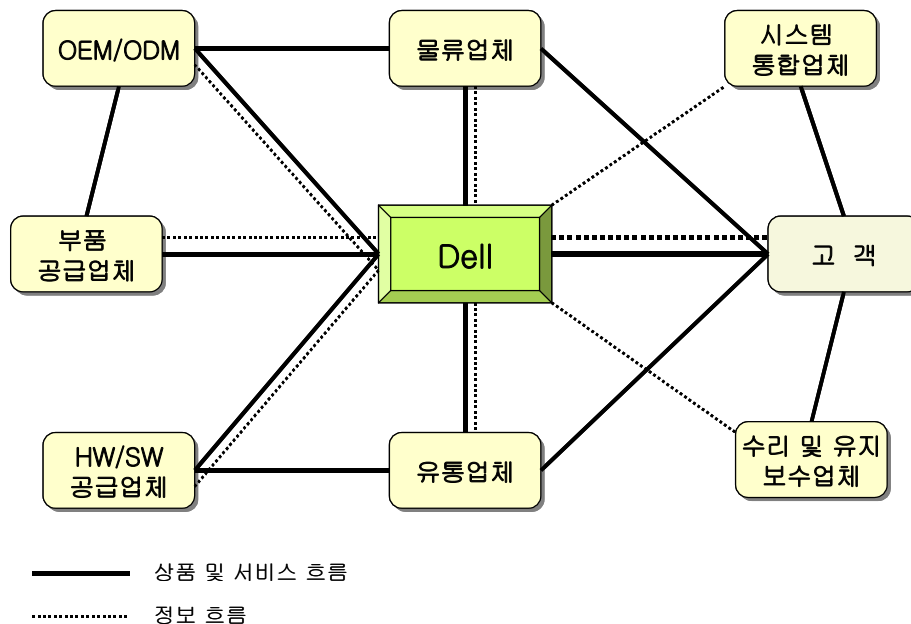 OEM/ODM
물류업체
시스템
통합업체
부품
공급업체
Dell
고 객
HW/SW
공급업체
유통업체
수리 및 유지
보수업체
상품 및 서비스 흐름
정보 흐름